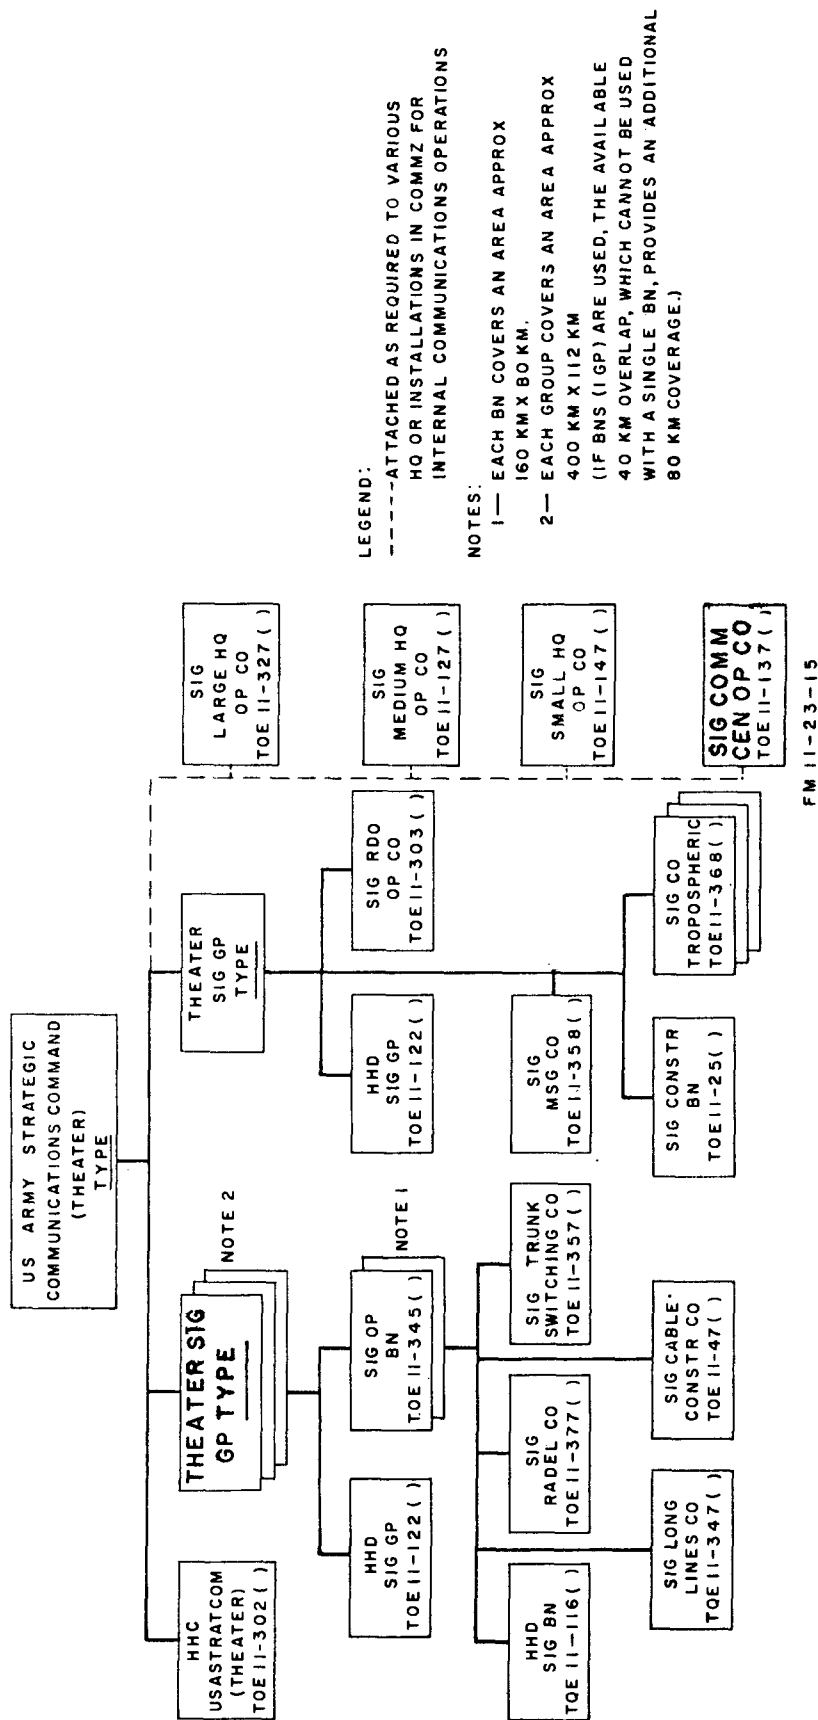 US ARMY STRATEGIC
COMMUNICATIONS COMMAND
(THEATER)
TYPE
HHC
USASTRATCOM
(THEATER)
TOE 11-302( )
THEATER SIG
GP TYPE
NOTE 2
THEATER
SIG GP
TYPE
SIG
LARGE HQ
OP CO
TOE 11-327( )
HHD
SIG GP
TOE 11-122( )
SIG OP
BN
TOE 11-345( )
NOTE 1
HHD
SIG GP
TOE 11-122( )
SIG RDO
OP CO
TOE 11-303( )
SIG
MEDIUM HQ
OP CO
TOE 11-127( )
HHD
SIG BN
TOE 11-116( )
SIG
RADEL CO
TOE 11-377( )
SIG TRUNK
SWITCHING CO
TOE 11-357( )
SIG
MSG CO
TOE 11-358( )
SIG
SMALL HQ
OP CO
TOE 11-147( )
SIG LONG
LINES CO
TOE 11-347( )
SIG CABLE·
CONSTR CO
TOE 11-47( )
SIG CONSTR
BN
TOE 11-25( )
SIG CO
TROPOSPHERIC
TOE 11-368( )
SIG COMM
CEN OP CO
TOE 11-137( )
FM 11-23-15
LEGEND:
-----ATTACHED AS REQUIRED TO VARIOUS
HQ OR INSTALLATIONS IN COMMZ FOR
INTERNAL COMMUNICATIONS OPERATIONS
NOTES:
1— EACH BN COVERS AN AREA APPROX
160 KM X 80 KM.
2— EACH GROUP COVERS AN AREA APPROX
400 KM X 112 KM
(IF BNS (1 GP) ARE USED, THE AVAILABLE
40 KM OVERLAP, WHICH CANNOT BE USED
WITH A SINGLE BN, PROVIDES AN ADDITIONAL
80 KM COVERAGE.)